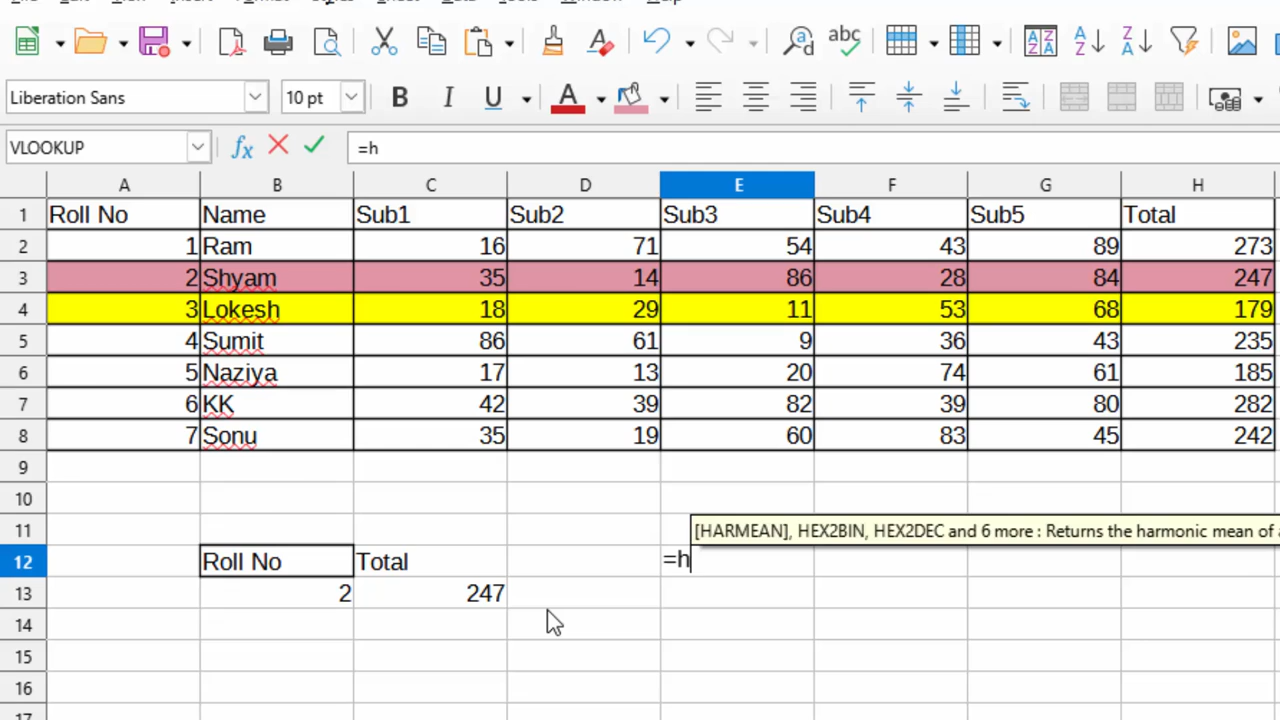 Liberation Sans 10 pt B I U A
VLOOKUP fx =h
A B C D E F G H
1 Roll No Name Sub1 Sub2 Sub3 Sub4 Sub5 Total
2 1 Ram 16 71 54 43 89 273
3 2 Shyam 35 14 86 28 84 247
4 3 Lokesh 18 29 11 53 68 179
5 4 Sumit 86 61 9 36 43 235
6 5 Naziya 17 13 20 74 61 185
7 6 KK 42 39 82 39 80 282
8 7 Sonu 35 19 60 83 45 242
9
10
11 [HARMEAN], HEX2BIN, HEX2DEC and 6 more : Returns the harmonic mean of
12 Roll No Total =h
13 2 247
14
15
16
17